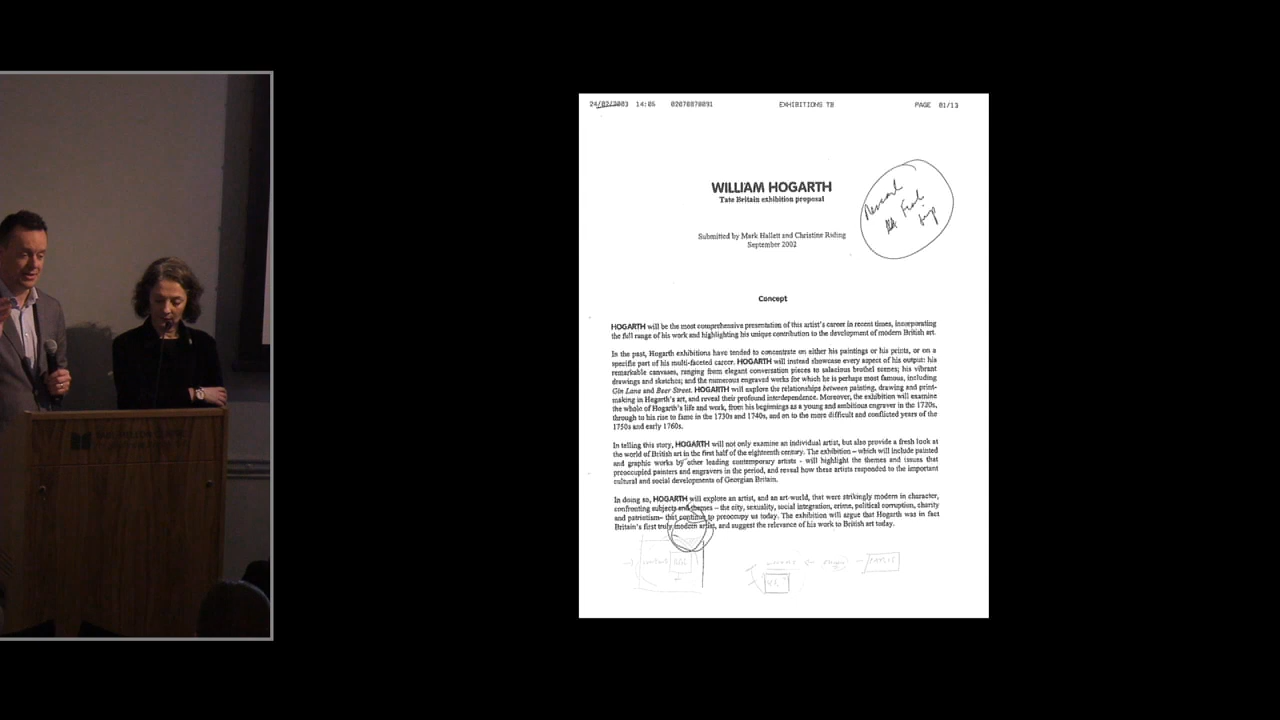 24/02/2003 14:06 02078878091 EXHIBITIONS TB PAGE 01/13
WILLIAM HOGARTH
Tate Britain exhibition proposal
Submitted by Mark Hallett and Christine Riding
September 2002
Concept
HOGARTH will be the most comprehensive presentation of this artist's career in recent times, incorporating
the full range of his work and highlighting his unique contribution to the development of modern British art.
In the past, Hogarth exhibitions have tended to concentrate on either his paintings or his prints, or on a
specific part of his multi-faceted career. HOGARTH will instead showcase every aspect of his output: his
remarkable canvases, ranging from elegant conversation pieces to salacious brothel scenes; his vibrant
drawings and sketches; and the numerous engraved works for which he is perhaps most famous, including
Gin Lane and Beer Street. HOGARTH will explore the relationships between painting, drawing and print-
making in Hogarth's art, and reveal their profound interdependence. Moreover, the exhibition will examine
the whole of Hogarth's life and work, from his beginnings as a young and ambitious engraver in the 1720s,
through to his rise to fame in the 1730s and 1740s, and on to the more difficult and conflicted years of the
1750s and early 1760s.
In telling this story, HOGARTH will not only examine an individual artist, but also provide a fresh look at
the world of British art in the first half of the eighteenth century. The exhibition – which will include painted
and graphic works by other leading contemporary artists - will highlight the themes and issues that
preoccupied painters and engravers in the period, and reveal how these artists responded to the important
cultural and social developments of Georgian Britain.
In doing so, HOGARTH will explore an artist, and an art-world, that were strikingly modern in character,
confronting subjects and themes – the city, sexuality, social integration, crime, political corruption, charity
and patriotism– that continue to preoccupy us today. The exhibition will argue that Hogarth was in fact
Britain's first truly modern artist, and suggest the relevance of his work to British art today.